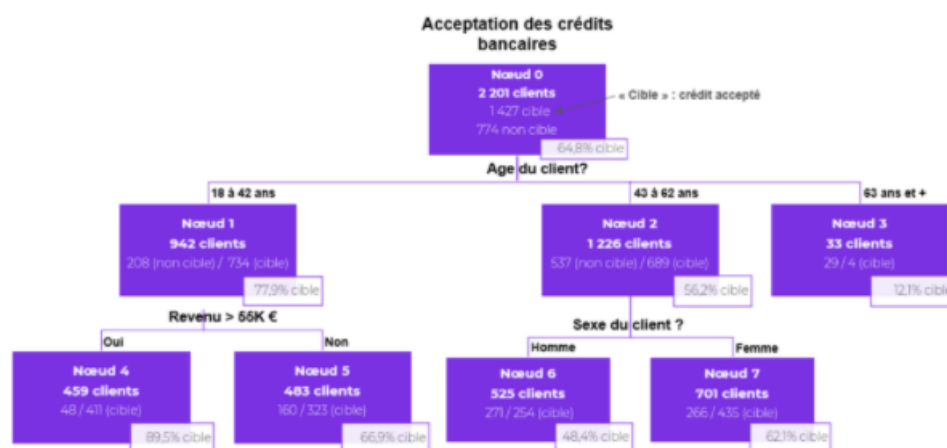 Acceptation des crédits
bancaires
Nœud 0
2 201 clients
1 427 cible
774 non cible
« Cible » : crédit accepté
64,8% cible
Age du client?
18 à 42 ans
43 à 62 ans
63 ans et +
Nœud 1
942 clients
208 (non cible) / 734 (cible)
77,9% cible
Nœud 2
1 226 clients
537 (non cible) / 689 (cible)
56,2% cible
Nœud 3
33 clients
29 / 4 (cible)
12,1% cible
Revenu > 55K €
Oui
Non
Sexe du client ?
Homme
Femme
Nœud 4
459 clients
48 / 411 (cible)
89,5% cible
Nœud 5
483 clients
160 / 323 (cible)
66,9% cible
Nœud 6
525 clients
271 / 254 (cible)
48,4% cible
Nœud 7
701 clients
266 / 435 (cible)
62,1% cible